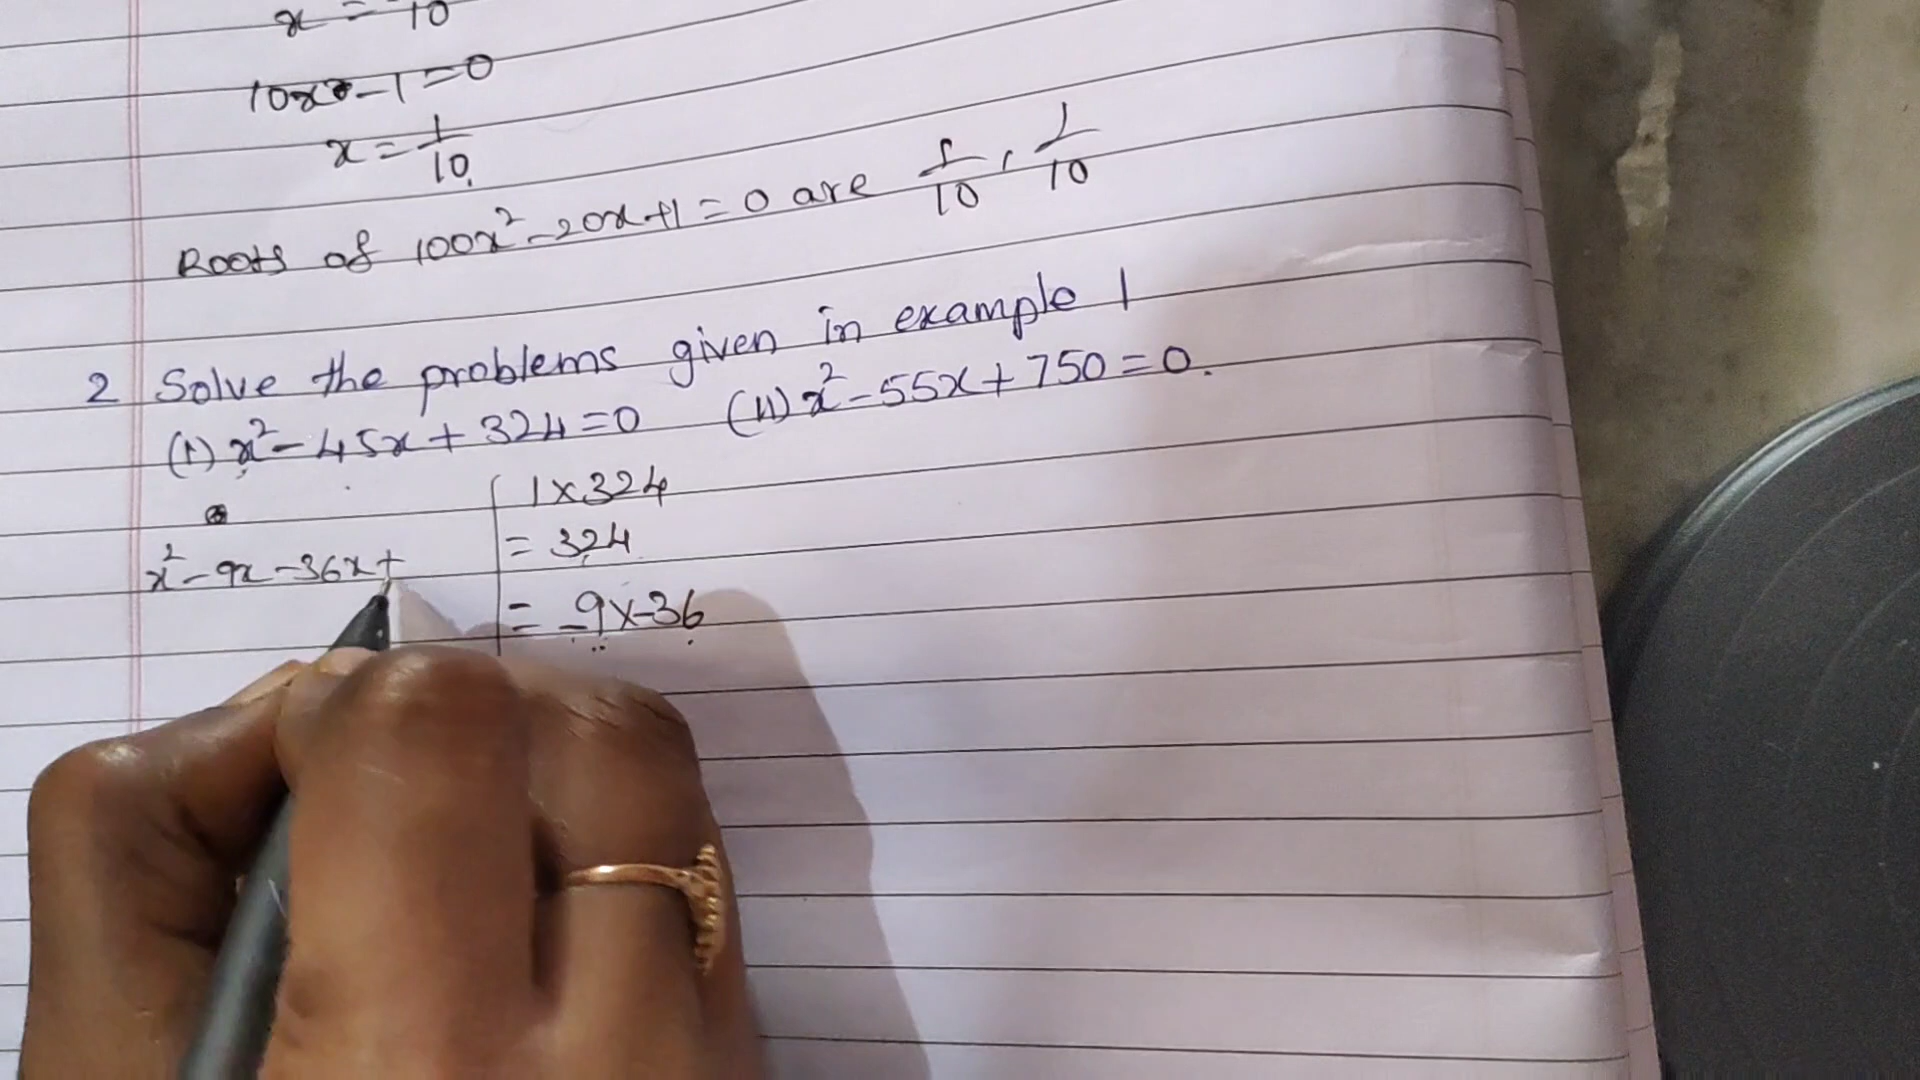 x = 10
10x - 1 = 0
x = 1/10
Roots of 100x² - 20x + 1 = 0 are 1/10, 1/10
2 Solve the problems given in example 1
(i) x² - 45x + 324 = 0 (ii) x² - 55x + 750 = 0.
1 × 324
= 324
x² - 9x - 36x +
= -9 × -36